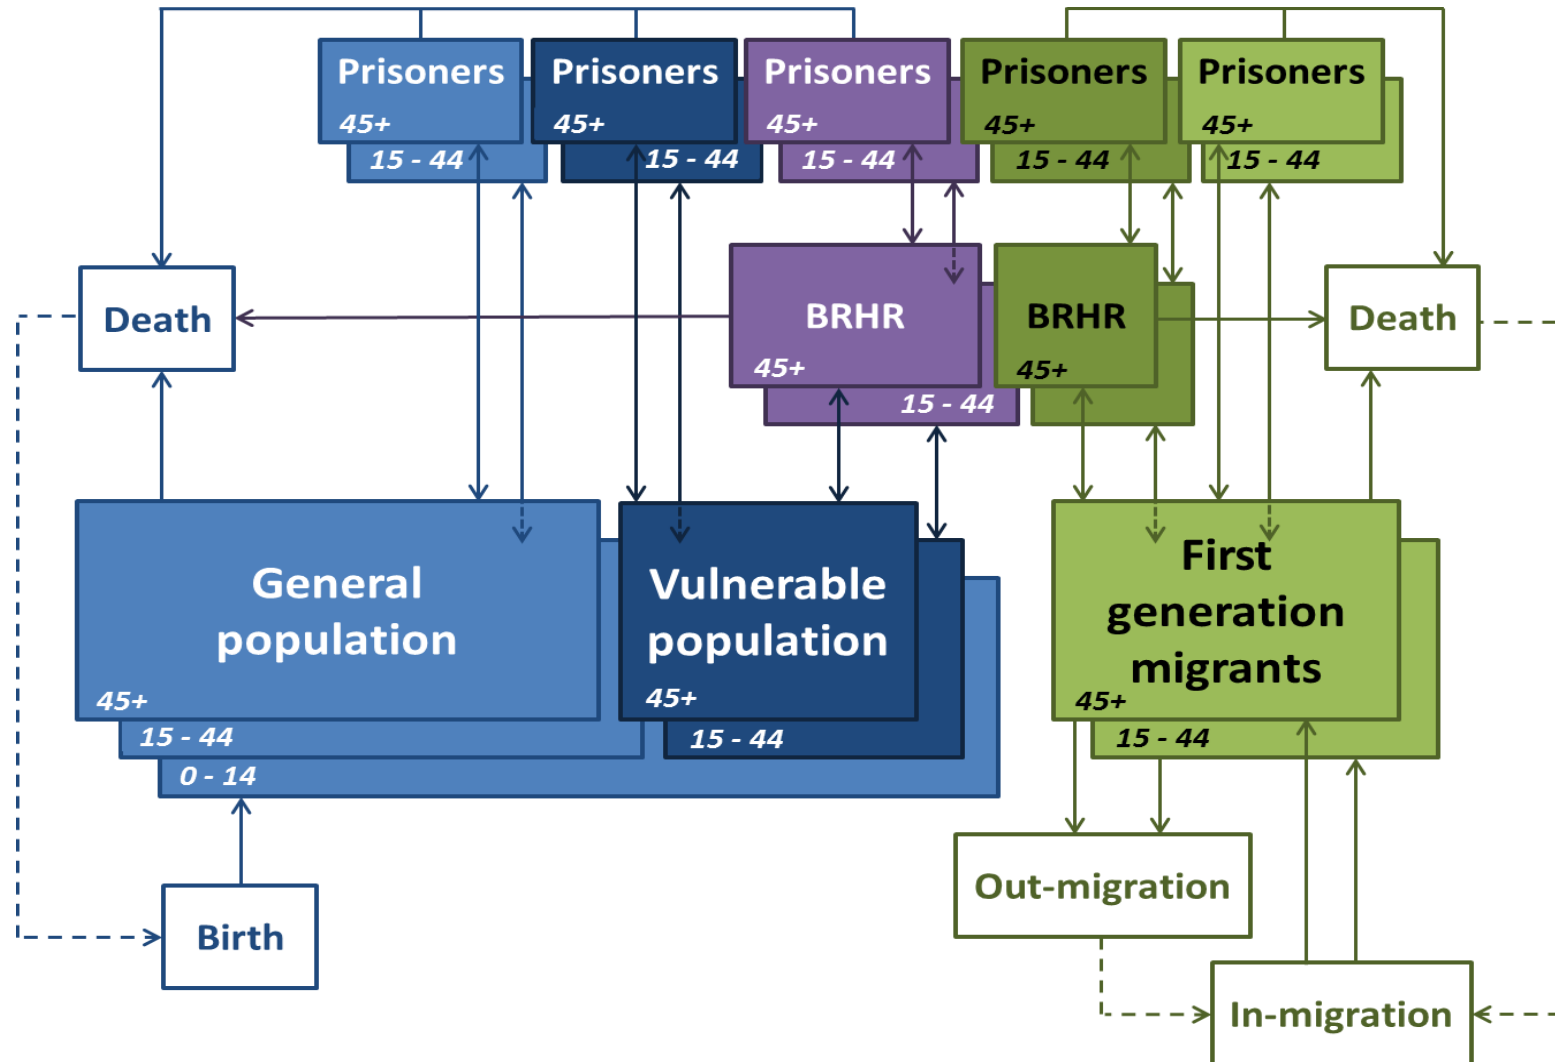 Prisoners
45+
15 - 44
Prisoners
45+
15 - 44
Prisoners
45+
15 - 44
Prisoners
45+
15 - 44
Prisoners
45+
15 - 44
Death
BRHR
45+
15 - 44
BRHR
45+
Death
General
population
45+
15 - 44
0 - 14
Vulnerable
population
45+
15 - 44
First
generation
migrants
45+
15 - 44
Out-migration
Birth
In-migration